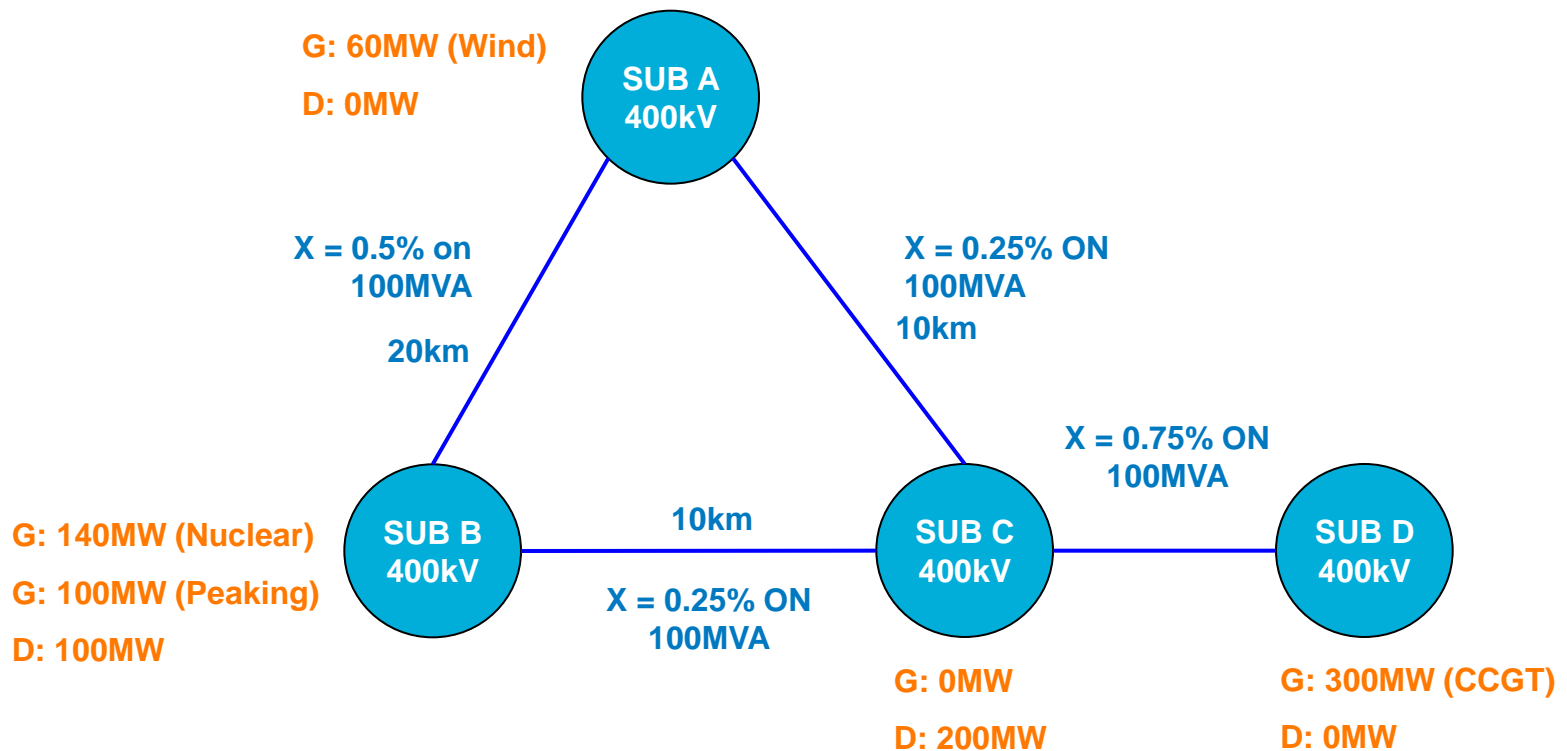 G: 60MW (Wind)
D: 0MW
SUB A
400kV
X = 0.5% on
100MVA
20km
X = 0.25% ON
100MVA
10km
X = 0.75% ON
100MVA
G: 140MW (Nuclear)
G: 100MW (Peaking)
D: 100MW
SUB B
400kV
10km
X = 0.25% ON
100MVA
SUB C
400kV
SUB D
400kV
G: 0MW
D: 200MW
G: 300MW (CCGT)
D: 0MW